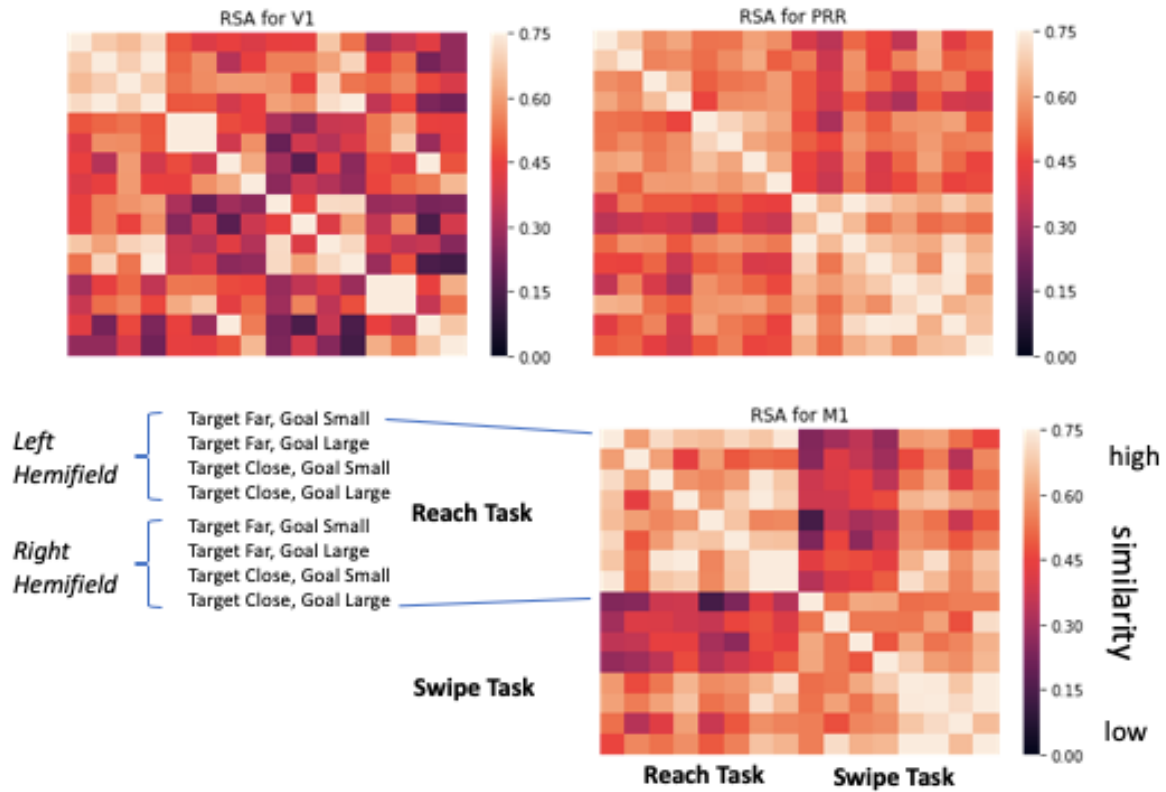 RSA for V1
0.75
0.60
0.45
0.30
0.15
0.00
RSA for PRR
0.75
0.60
0.45
0.30
0.15
0.00
Left
Hemifield
Target Far, Goal Small
Target Far, Goal Large
Target Close, Goal Small
Target Close, Goal Large
Reach Task
Right
Hemifield
Target Far, Goal Small
Target Far, Goal Large
Target Close, Goal Small
Target Close, Goal Large
Swipe Task
RSA for M1
0.75
0.60
0.45
0.30
0.15
0.00
high
similarity
low
Reach Task
Swipe Task